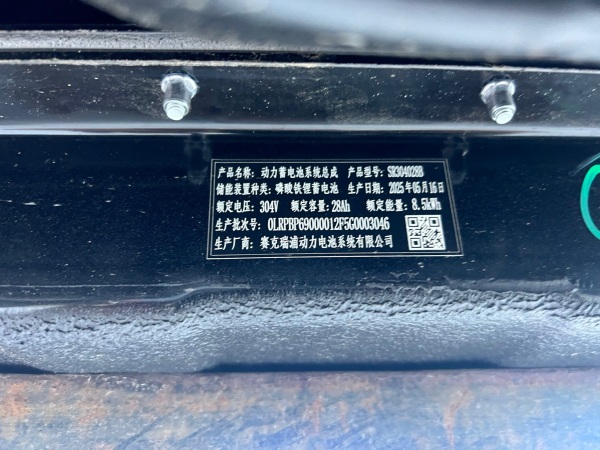 产品名称: 动力蓄电池系统总成 产品型号: SR304028B
储能装置种类: 磷酸铁锂蓄电池 生产日期: 2025年05月16日
额定电压: 304V 额定容量: 28Ah 额定能量: 8.5kWh
生产批次号: 0LRPBP69000012F5G0003046
生产厂商: 赛克瑞浦动力电池系统有限公司